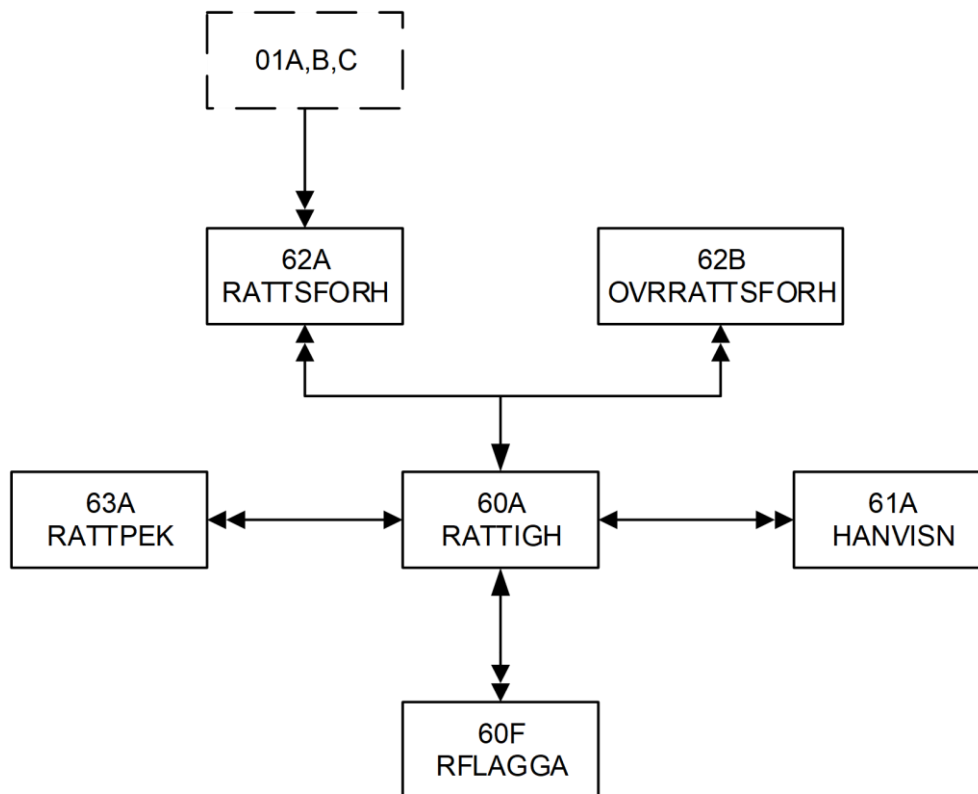 01A,B,C
62A
RATTSFORH
62B
OVRRATTSFORH
63A
RATTPEK
60A
RATTIGH
61A
HANVISN
60F
RFLAGGA